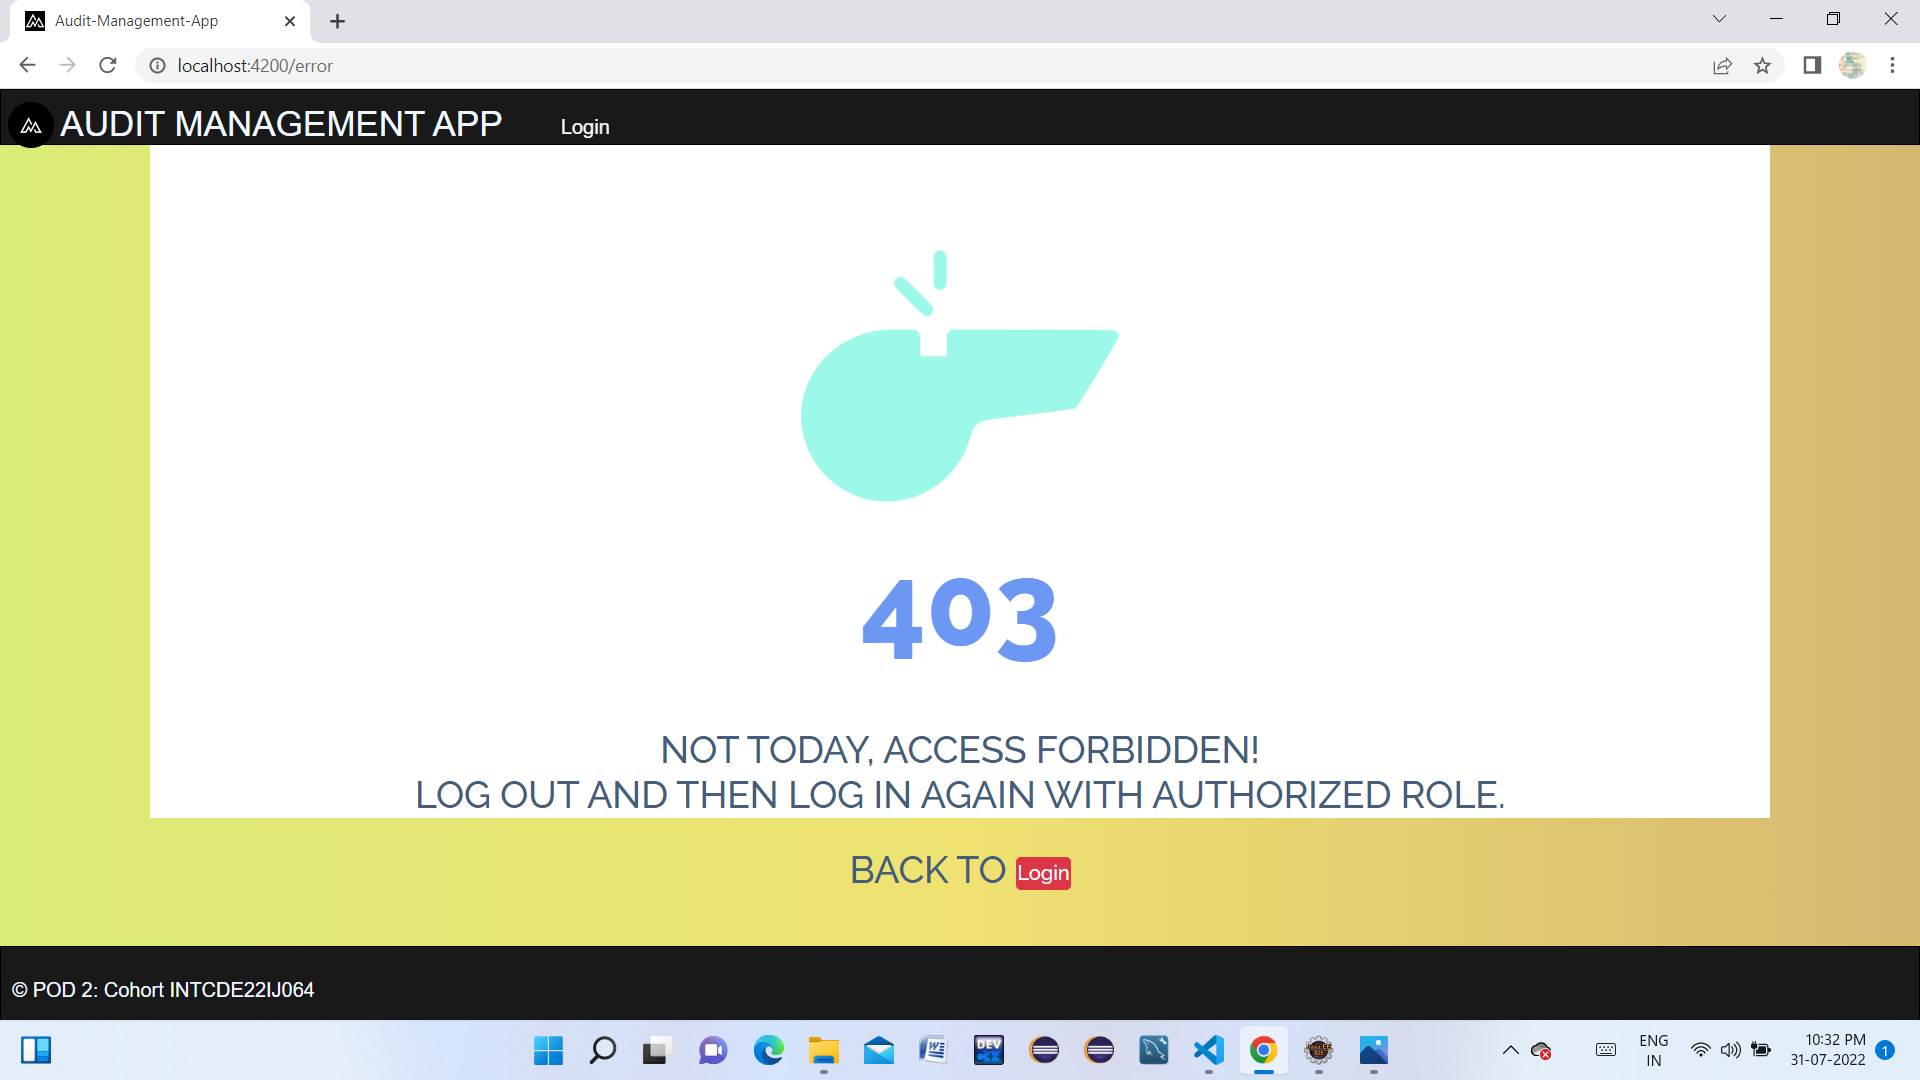 Audit-Management-App
localhost:4200/error
AUDIT MANAGEMENT APP Login
403
NOT TODAY, ACCESS FORBIDDEN!
LOG OUT AND THEN LOG IN AGAIN WITH AUTHORIZED ROLE.
BACK TO Login
© POD 2: Cohort INTCDE22IJ064
DEV
C++
ENG
IN
10:32 PM
31-07-2022
1